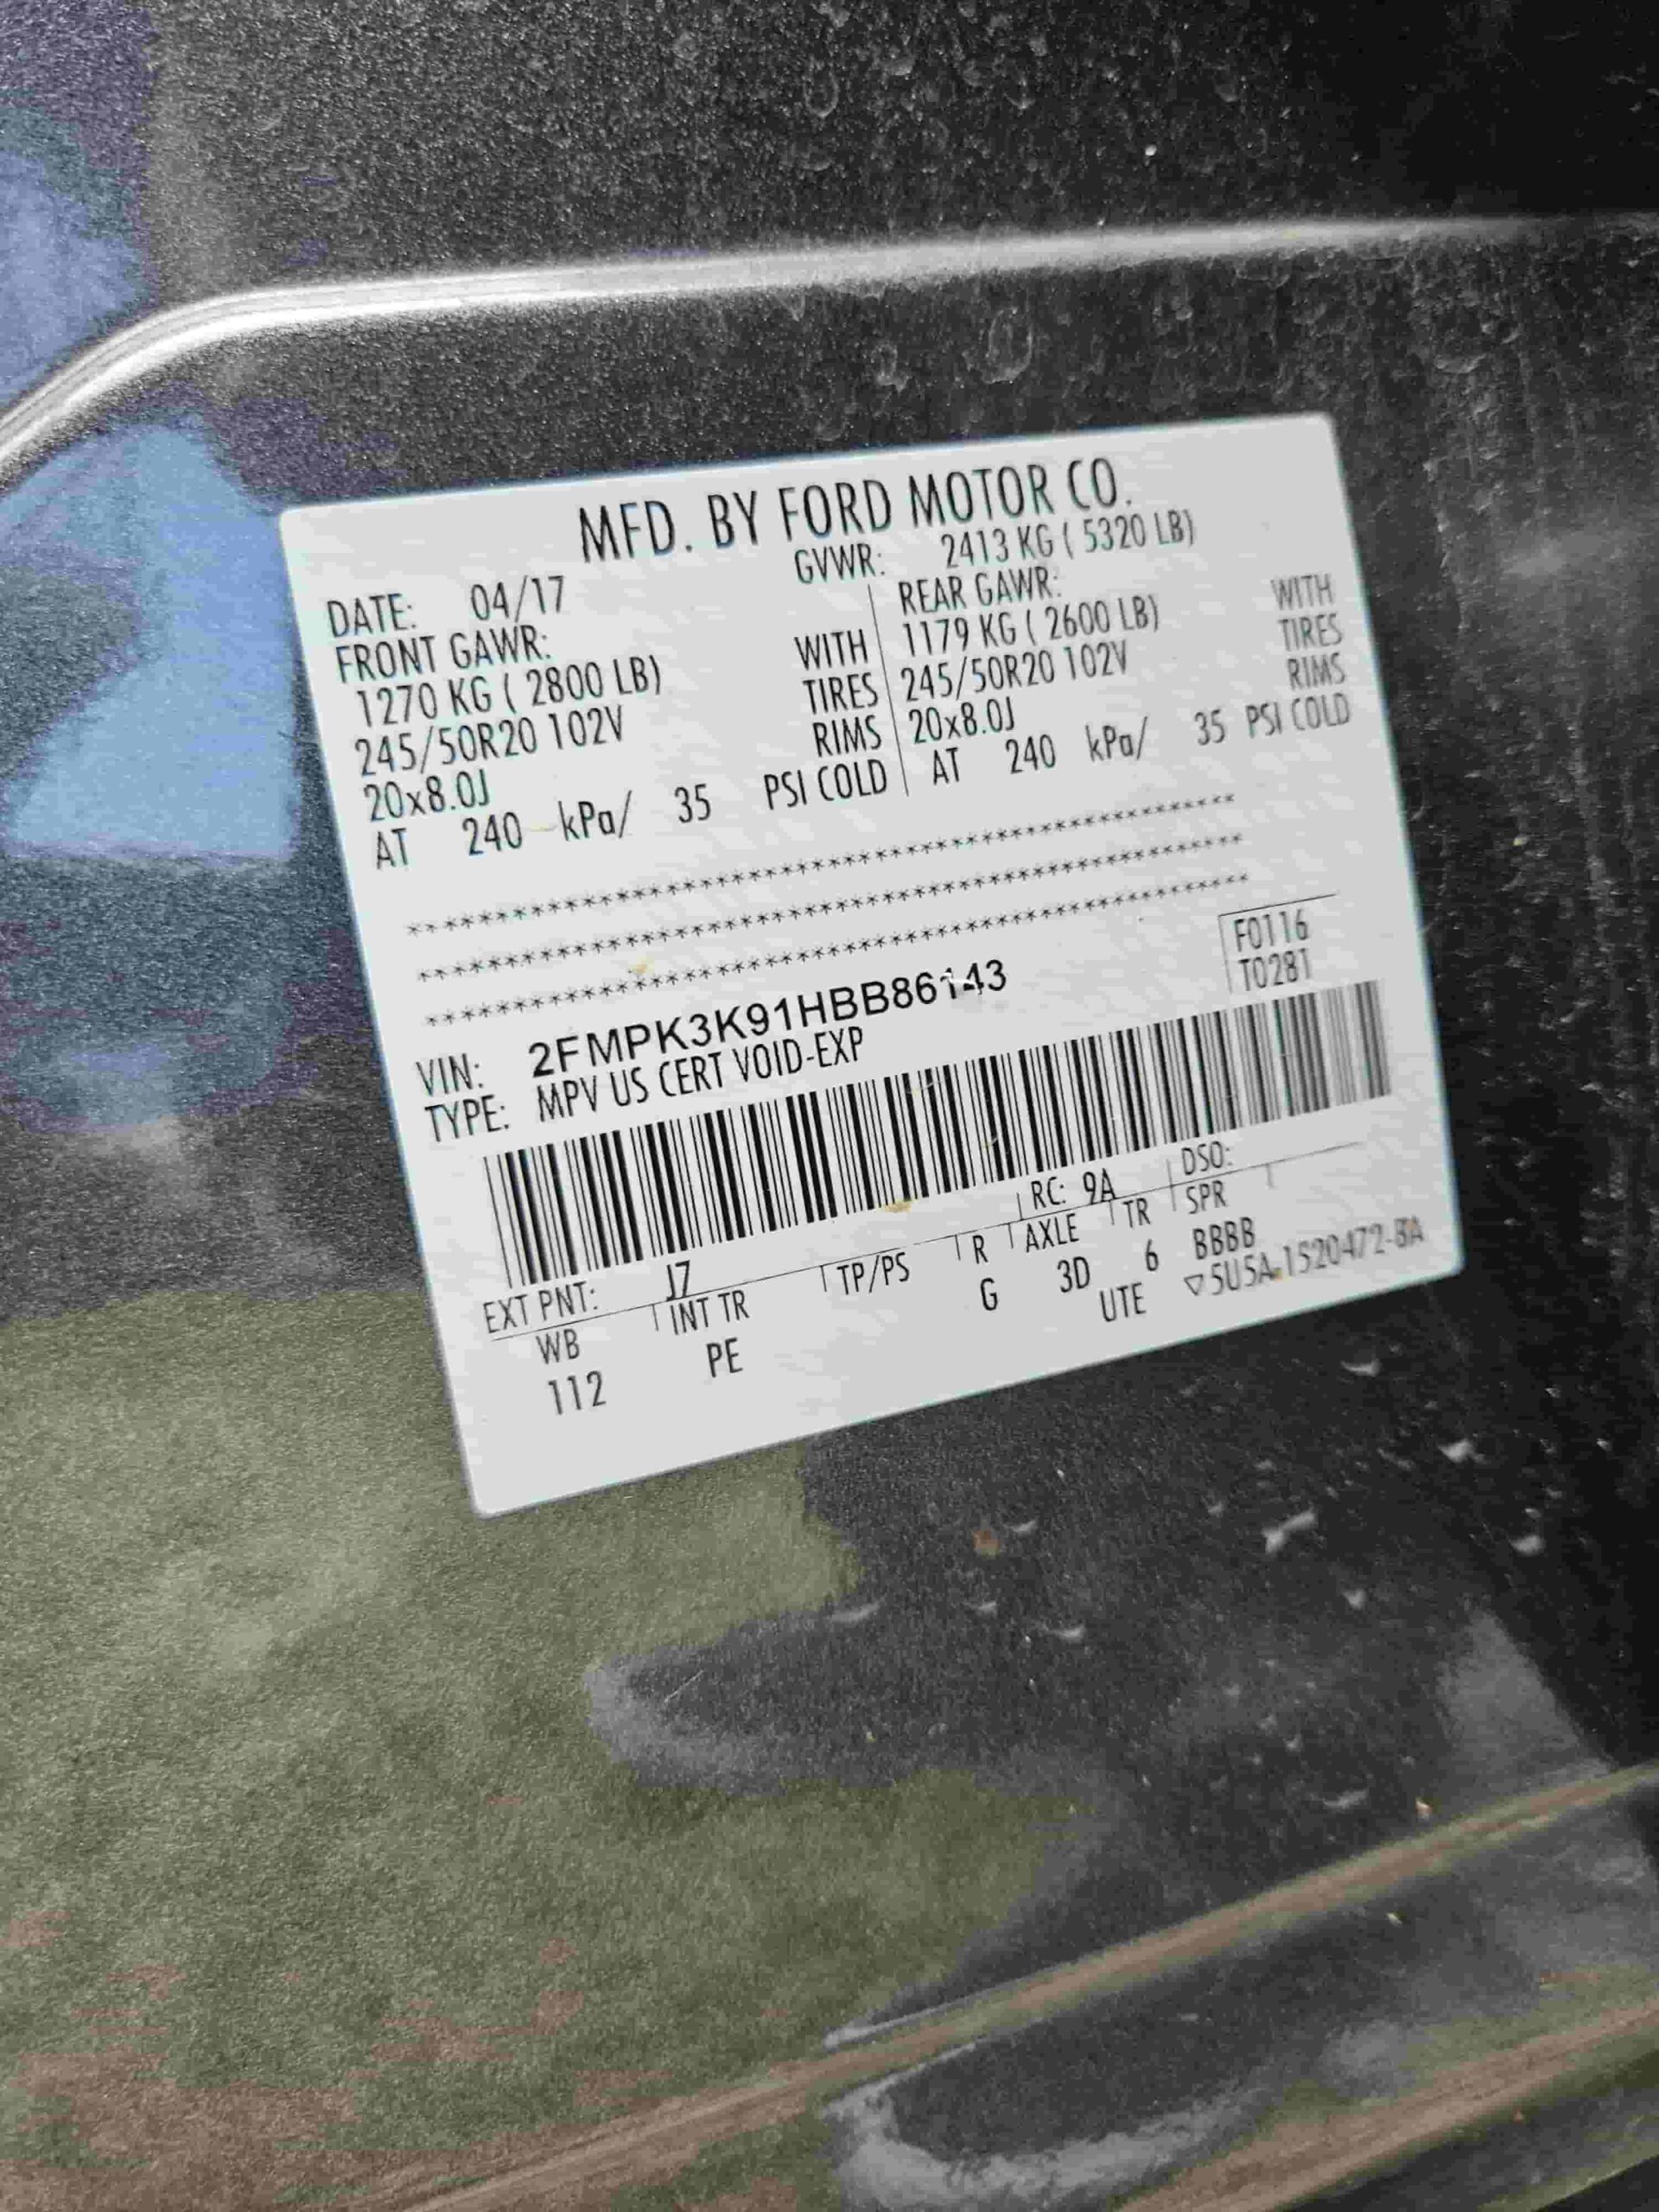 MFD. BY FORD MOTOR CO.
DATE: 04/17 GVWR: 2413 KG ( 5320 LB)
FRONT GAWR: REAR GAWR:
1270 KG ( 2800 LB) WITH 1179 KG ( 2600 LB) WITH
245/50R20 102V TIRES 245/50R20 102V TIRES
20x8.0J RIMS 20x8.0J RIMS
AT 240 kPa/ 35 PSI COLD AT 240 kPa/ 35 PSI COLD
F0116
T0281
VIN: 2FMPK3K91HBB86143
TYPE: MPV US CERT VOID-EXP
EXT PNT: J7 RC: 9A DSO:
WB INT TR TP/PS R AXLE TR SPR
112 PE G 3D 6 BBBB
UTE ▽5U5A-1520472-BA